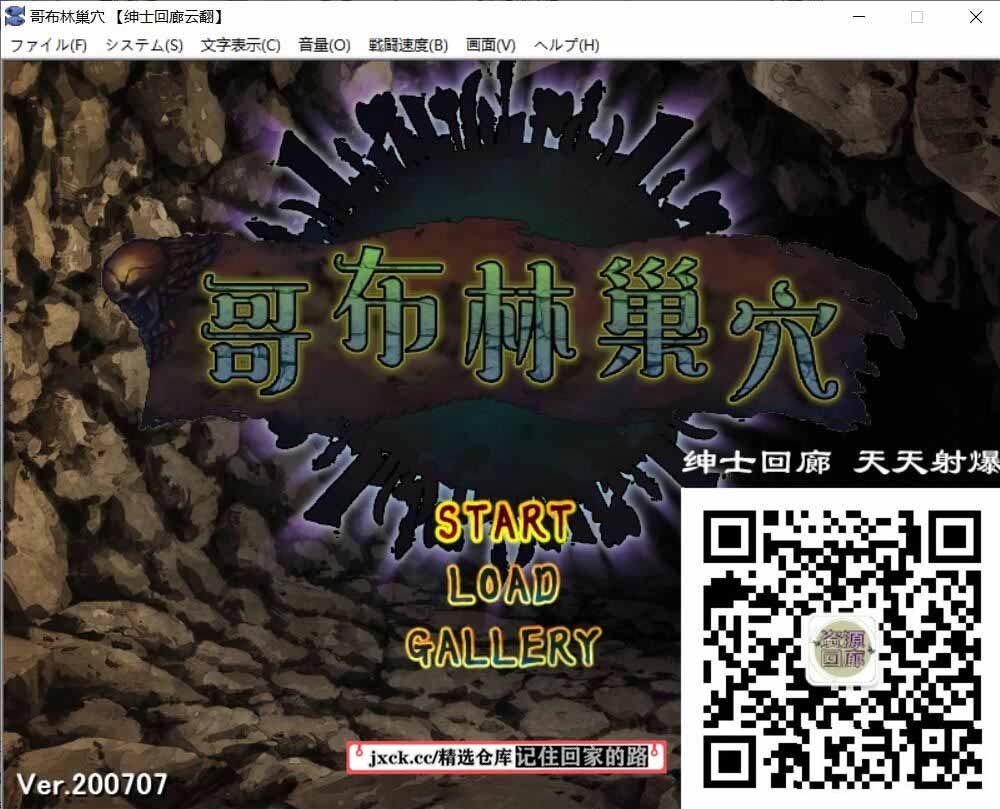 哥布林巢穴 【绅士回廊云翻】
ファイル(F) システム(S) 文字表示(C) 音量(O) 戦闘速度(B) 画面(V) ヘルプ(H)
哥布林巢穴
绅士回廊 天天射爆
START
LOAD
GALLERY
资源
回廊
jxck.cc/精选仓库记住回家的路
Ver.200707